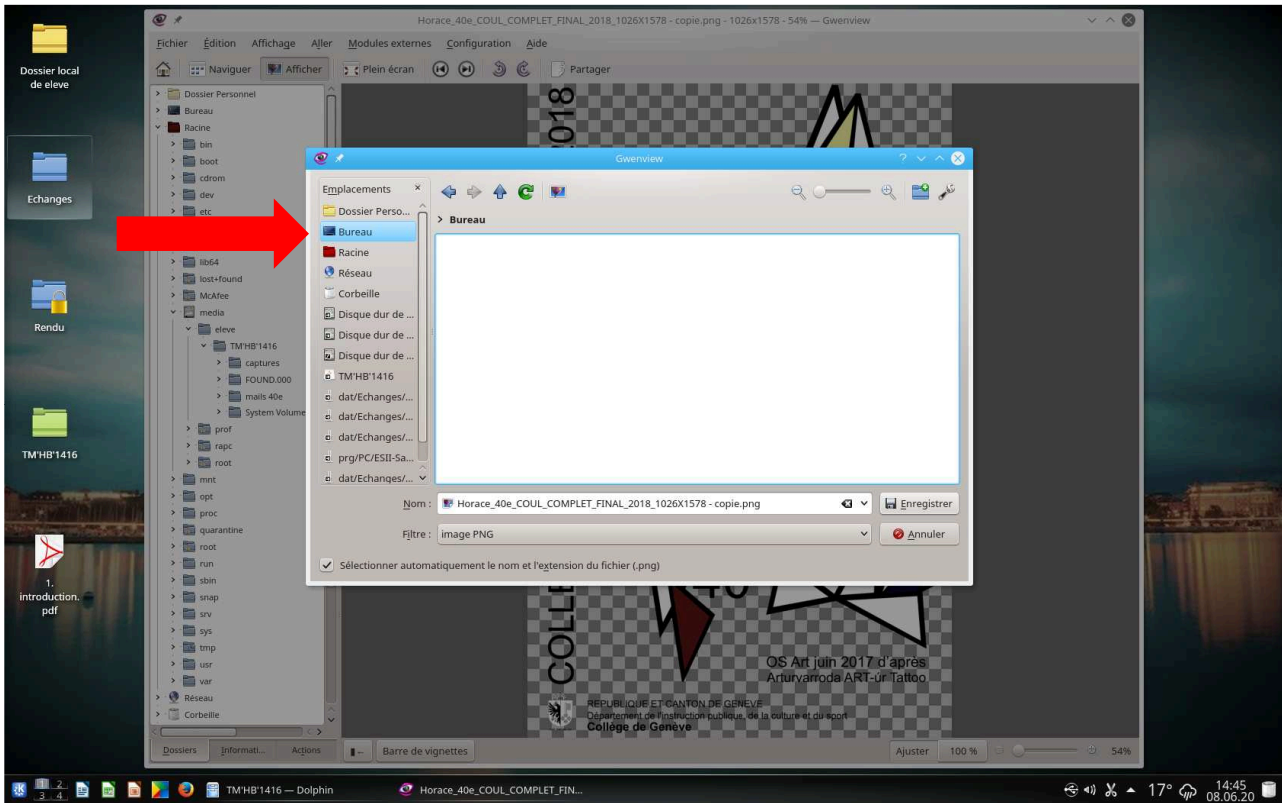 Horace_40e_COUL_COMPLET_FINAL_2018_1026X1578 - copie.png - 1026x1578 - 54% — Gwenview
Fichier Édition Affichage Aller Modules externes Configuration Aide
Naviguer Afficher Plein écran Partager
Dossier local
de eleve
Echanges
Rendu
TM'HB'1416
1.
introduction.
pdf
Dossier Personnel
Bureau
Racine
bin
boot
cdrom
dev
etc
lib64
lost+found
McAfee
media
eleve
TM'HB'1416
captures
FOUND.000
mails 40e
System Volume
prof
rapc
root
mnt
opt
proc
quarantine
root
run
sbin
snap
srv
sys
tmp
usr
var
Réseau
Corbeille
Dossiers Informati... Actions
2018
Gwenview
Emplacements
Dossier Perso...
Bureau
Racine
Réseau
Corbeille
Disque dur de ...
Disque dur de ...
Disque dur de ...
TM'HB'1416
dat/Echanges/...
dat/Echanges/...
dat/Echanges/...
prg/PC/ESII-Sa...
dat/Echanges/...
> Bureau
Nom : Horace_40e_COUL_COMPLET_FINAL_2018_1026X1578 - copie.png Enregistrer
Filtre : image PNG Annuler
Sélectionner automatiquement le nom et l'extension du fichier (.png)
COLLE
OS Art juin 2017 d'après
Arturvarroda ART-úr Tattoo
REPUBLIQUE ET CANTON DE GENEVE
Département de l'instruction publique, de la culture et du sport
Collège de Genève
Barre de vignettes Ajuster 100 % 54%
2
3 4
TM'HB'1416 — Dolphin Horace_40e_COUL_COMPLET_FIN... 17° 14:45
08.06.20